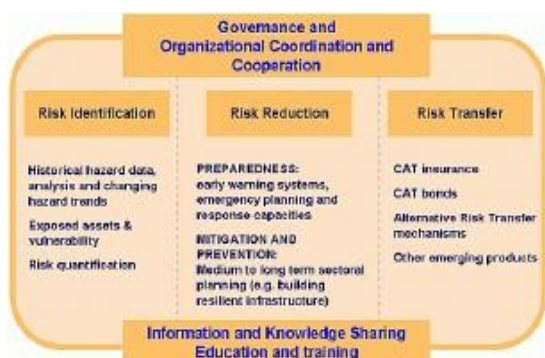 Governance and
Organizational Coordination and
Cooperation
Risk Identification
Historical hazard data,
analysis and changing
hazard trends
Exposed assets &
vulnerability
Risk quantification
Risk Reduction
PREPAREDNESS:
early warning systems,
emergency planning and
response capacities
MITIGATION AND
PREVENTION:
Medium to long term sectoral
planning (e.g. building
resilient infrastructure)
Risk Transfer
CAT insurance
CAT bonds
Alternative Risk Transfer
mechanisms
Other emerging products
Information and Knowledge Sharing
Education and training